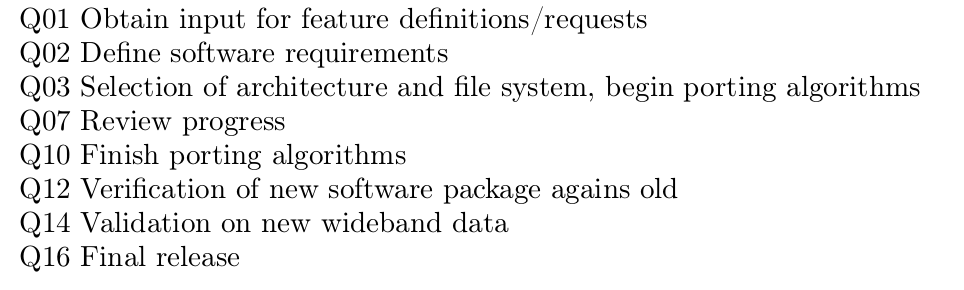 Q01 Obtain input for feature definitions/requests
Q02 Define software requirements
Q03 Selection of architecture and file system, begin porting algorithms
Q07 Review progress
Q10 Finish porting algorithms
Q12 Verification of new software package agains old
Q14 Validation on new wideband data
Q16 Final release